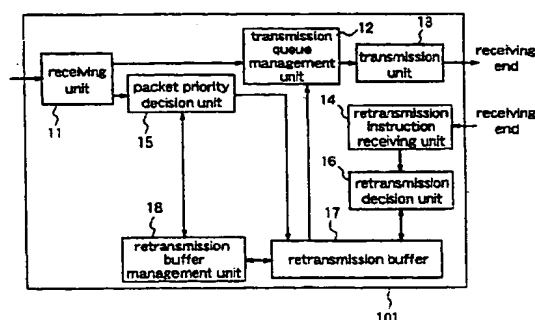 12
13
transmission
queue
management
unit
transmission
unit
receiving
end
receiving
unit
11
packet priority
decision unit
15
14
retransmission
instruction
receiving unit
receiving
end
16
retransmission
decision unit
18
retransmission
buffer
management unit
17
retransmission buffer
101